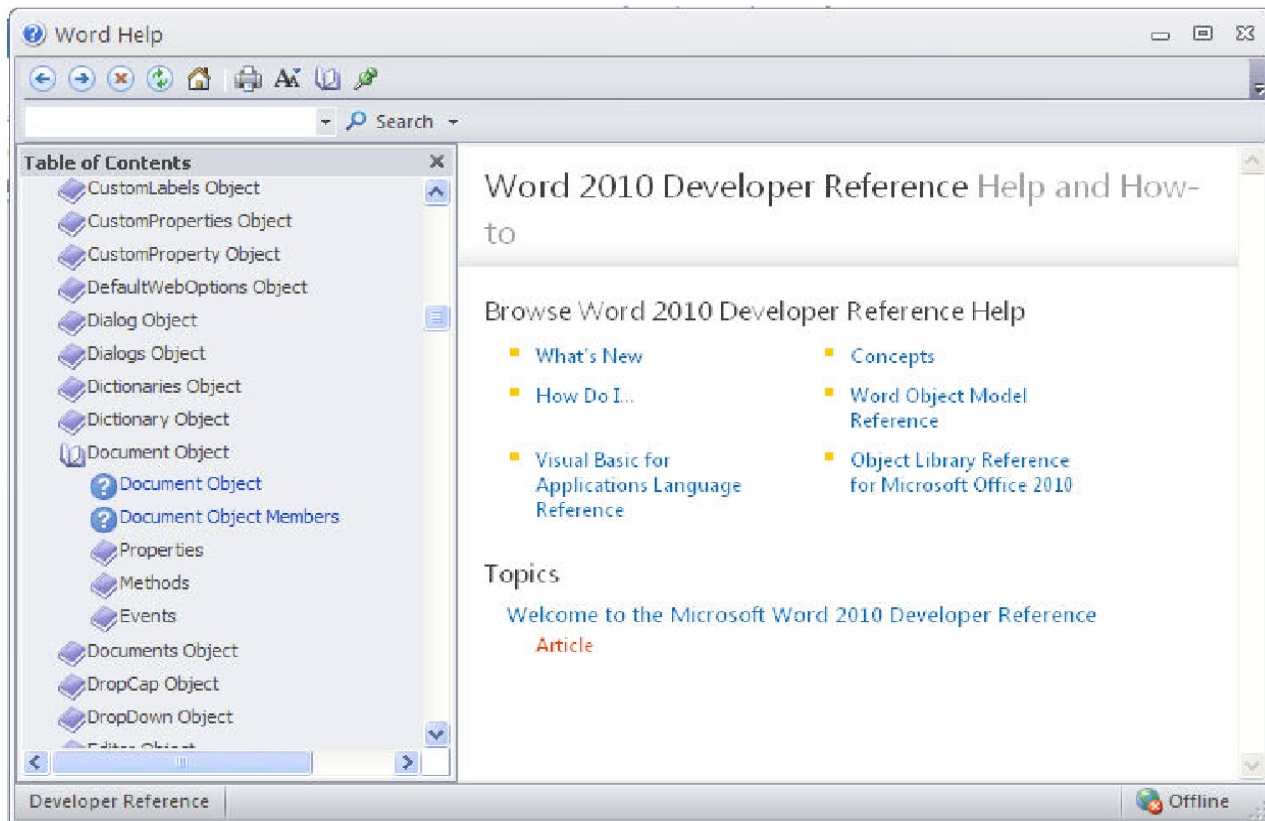 Word Help
Search
Table of Contents
CustomLabels Object
CustomProperties Object
CustomProperty Object
DefaultWebOptions Object
Dialog Object
Dialogs Object
Dictionaries Object
Dictionary Object
Document Object
Document Object
Document Object Members
Properties
Methods
Events
Documents Object
DropCap Object
DropDown Object
Editor Object
Word 2010 Developer Reference Help and How-
to
Browse Word 2010 Developer Reference Help
What's New
Concepts
How Do I...
Word Object Model
Reference
Visual Basic for
Applications Language
Reference
Object Library Reference
for Microsoft Office 2010
Topics
Welcome to the Microsoft Word 2010 Developer Reference
Article
Developer Reference
Offline